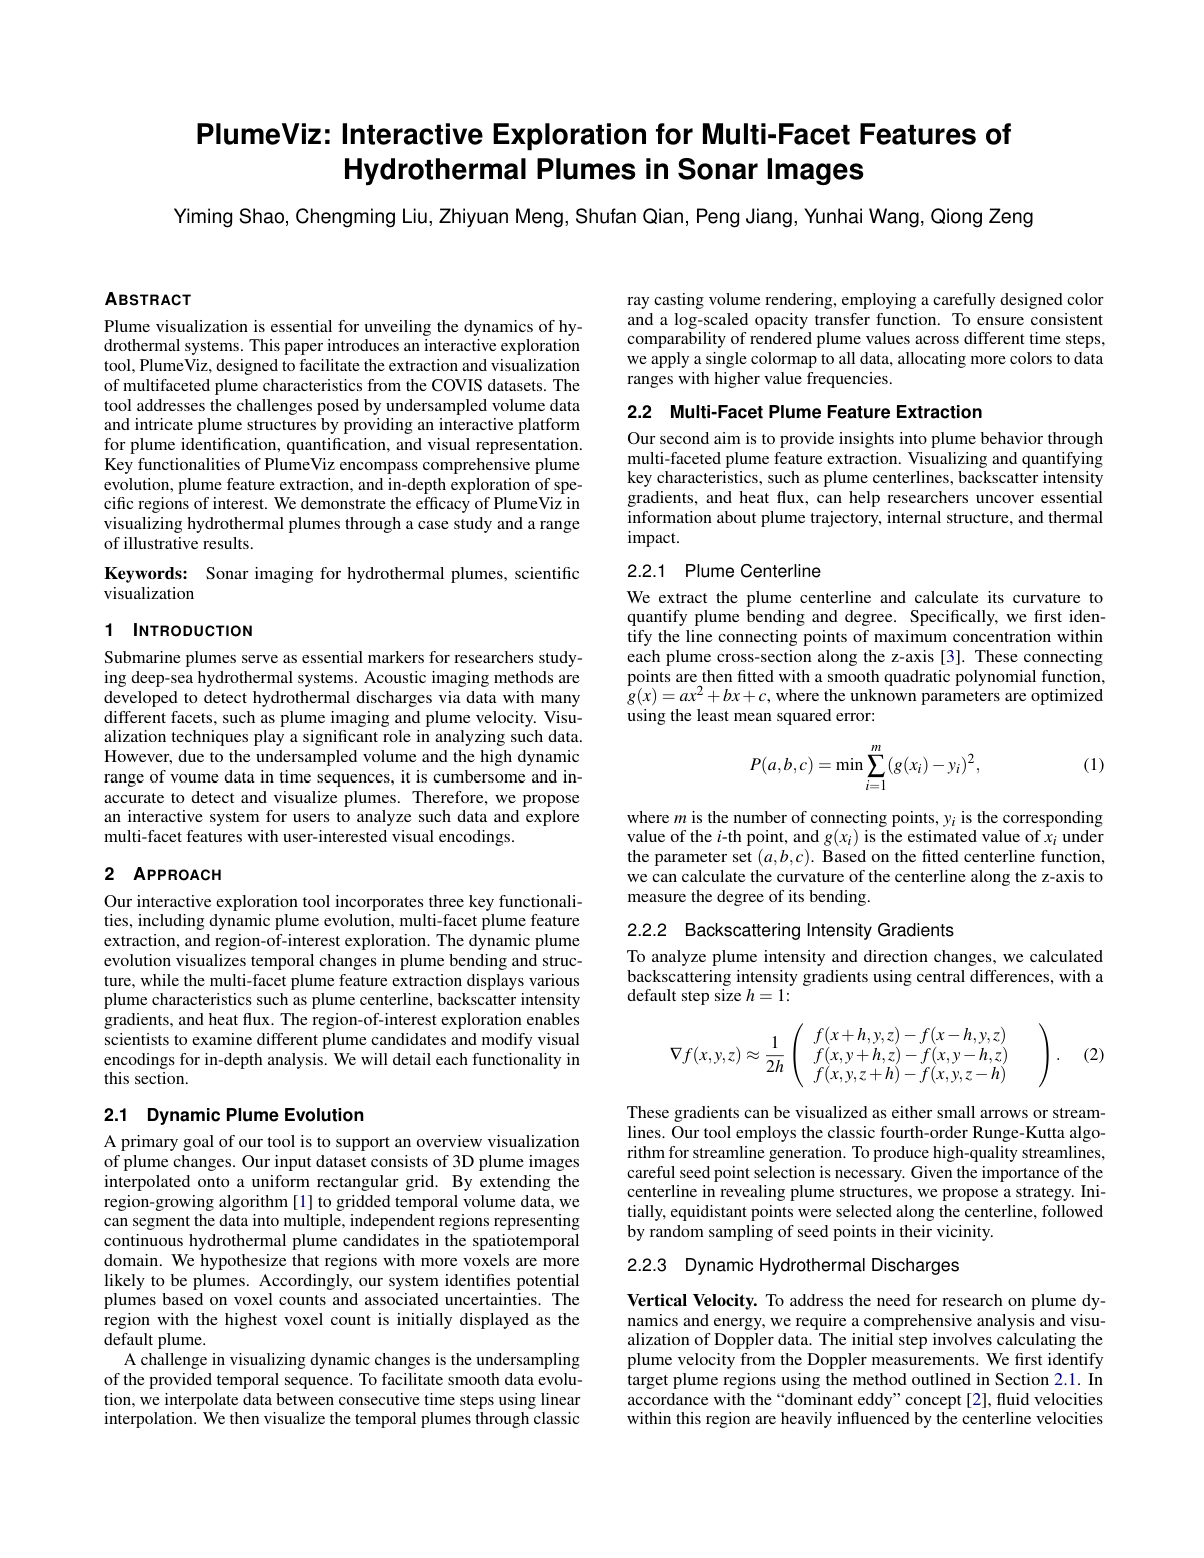 PlumeViz: Interactive Exploration for Multi-Facet Features of
Hydrothermal Plumes in Sonar Images
Yiming Shao, Chengming Liu, Zhiyuan Meng, Shufan Qian, Peng Jiang, Yunhai Wang, Qiong Zeng
ABSTRACT
Plume visualization is essential for unveiling the dynamics of hy-
drothermal systems. This paper introduces an interactive exploration
tool, PlumeViz, designed to facilitate the extraction and visualization
of multifaceted plume characteristics from the COVIS datasets. The
tool addresses the challenges posed by undersampled volume data
and intricate plume structures by providing an interactive platform
for plume identification, quantification, and visual representation.
Key functionalities of PlumeViz encompass comprehensive plume
evolution, plume feature extraction, and in-depth exploration of spe-
cific regions of interest. We demonstrate the efficacy of PlumeViz in
visualizing hydrothermal plumes through a case study and a range
of illustrative results.
Keywords: Sonar imaging for hydrothermal plumes, scientific
visualization
1 INTRODUCTION
Submarine plumes serve as essential markers for researchers study-
ing deep-sea hydrothermal systems. Acoustic imaging methods are
developed to detect hydrothermal discharges via data with many
different facets, such as plume imaging and plume velocity. Visu-
alization techniques play a significant role in analyzing such data.
However, due to the undersampled volume and the high dynamic
range of voume data in time sequences, it is cumbersome and in-
accurate to detect and visualize plumes. Therefore, we propose
an interactive system for users to analyze such data and explore
multi-facet features with user-interested visual encodings.
2 APPROACH
Our interactive exploration tool incorporates three key functionali-
ties, including dynamic plume evolution, multi-facet plume feature
extraction, and region-of-interest exploration. The dynamic plume
evolution visualizes temporal changes in plume bending and struc-
ture, while the multi-facet plume feature extraction displays various
plume characteristics such as plume centerline, backscatter intensity
gradients, and heat flux. The region-of-interest exploration enables
scientists to examine different plume candidates and modify visual
encodings for in-depth analysis. We will detail each functionality in
this section.
2.1 Dynamic Plume Evolution
A primary goal of our tool is to support an overview visualization
of plume changes. Our input dataset consists of 3D plume images
interpolated onto a uniform rectangular grid. By extending the
region-growing algorithm [1] to gridded temporal volume data, we
can segment the data into multiple, independent regions representing
continuous hydrothermal plume candidates in the spatiotemporal
domain. We hypothesize that regions with more voxels are more
likely to be plumes. Accordingly, our system identifies potential
plumes based on voxel counts and associated uncertainties. The
region with the highest voxel count is initially displayed as the
default plume.
A challenge in visualizing dynamic changes is the undersampling
of the provided temporal sequence. To facilitate smooth data evolu-
tion, we interpolate data between consecutive time steps using linear
interpolation. We then visualize the temporal plumes through classic
ray casting volume rendering, employing a carefully designed color
and a log-scaled opacity transfer function. To ensure consistent
comparability of rendered plume values across different time steps,
we apply a single colormap to all data, allocating more colors to data
ranges with higher value frequencies.
2.2 Multi-Facet Plume Feature Extraction
Our second aim is to provide insights into plume behavior through
multi-faceted plume feature extraction. Visualizing and quantifying
key characteristics, such as plume centerlines, backscatter intensity
gradients, and heat flux, can help researchers uncover essential
information about plume trajectory, internal structure, and thermal
impact.
2.2.1 Plume Centerline
We extract the plume centerline and calculate its curvature to
quantify plume bending and degree. Specifically, we first iden-
tify the line connecting points of maximum concentration within
each plume cross-section along the z-axis [3]. These connecting
points are then fitted with a smooth quadratic polynomial function,
g(x) = ax² + bx + c, where the unknown parameters are optimized
using the least mean squared error:
P(a,b,c) = min ∑_{i=1}^{m} (g(x_i) − y_i)², (1)
where m is the number of connecting points, y_i is the corresponding
value of the i-th point, and g(x_i) is the estimated value of x_i under
the parameter set (a,b,c). Based on the fitted centerline function,
we can calculate the curvature of the centerline along the z-axis to
measure the degree of its bending.
2.2.2 Backscattering Intensity Gradients
To analyze plume intensity and direction changes, we calculated
backscattering intensity gradients using central differences, with a
default step size h = 1:
f(x+h,y,z) − f(x−h,y,z)
∇f(x,y,z) ≈ 1/2h ( f(x,y+h,z) − f(x,y−h,z) ). (2)
f(x,y,z+h) − f(x,y,z−h)
These gradients can be visualized as either small arrows or stream-
lines. Our tool employs the classic fourth-order Runge-Kutta algo-
rithm for streamline generation. To produce high-quality streamlines,
careful seed point selection is necessary. Given the importance of the
centerline in revealing plume structures, we propose a strategy. Ini-
tially, equidistant points were selected along the centerline, followed
by random sampling of seed points in their vicinity.
2.2.3 Dynamic Hydrothermal Discharges
Vertical Velocity. To address the need for research on plume dy-
namics and energy, we require a comprehensive analysis and visu-
alization of Doppler data. The initial step involves calculating the
plume velocity from the Doppler measurements. We first identify
target plume regions using the method outlined in Section 2.1. In
accordance with the “dominant eddy” concept [2], fluid velocities
within this region are heavily influenced by the centerline velocities